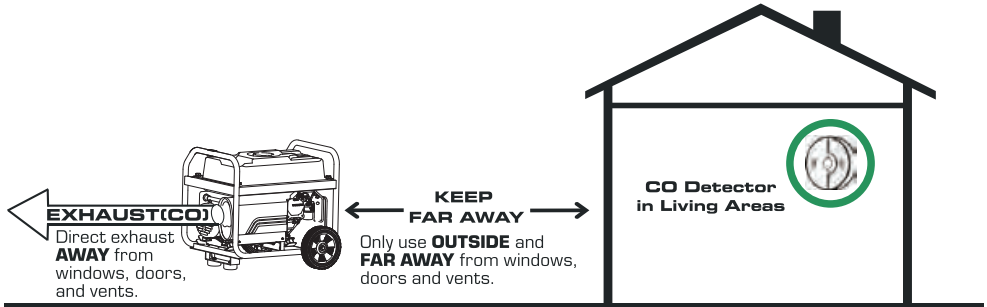 EXHAUST(CO)
Direct exhaust
AWAY from
windows, doors,
and vents.
KEEP
FAR AWAY
Only use OUTSIDE and
FAR AWAY from windows,
doors and vents.
CO Detector
in Living Areas